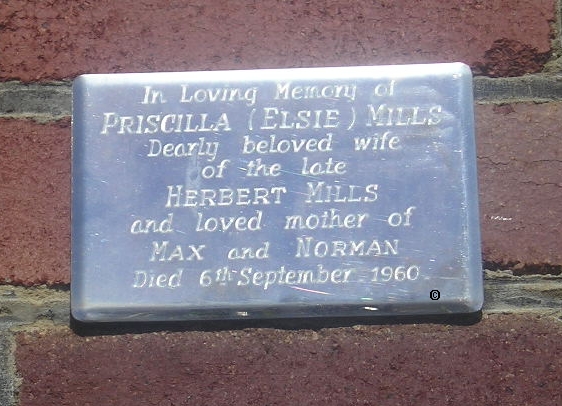 In Loving Memory of
PRISCILLA (ELSIE) MILLS
Dearly beloved wife
of the late
HERBERT MILLS
and loved mother of
MAX and NORMAN
Died 6th September 1960
©